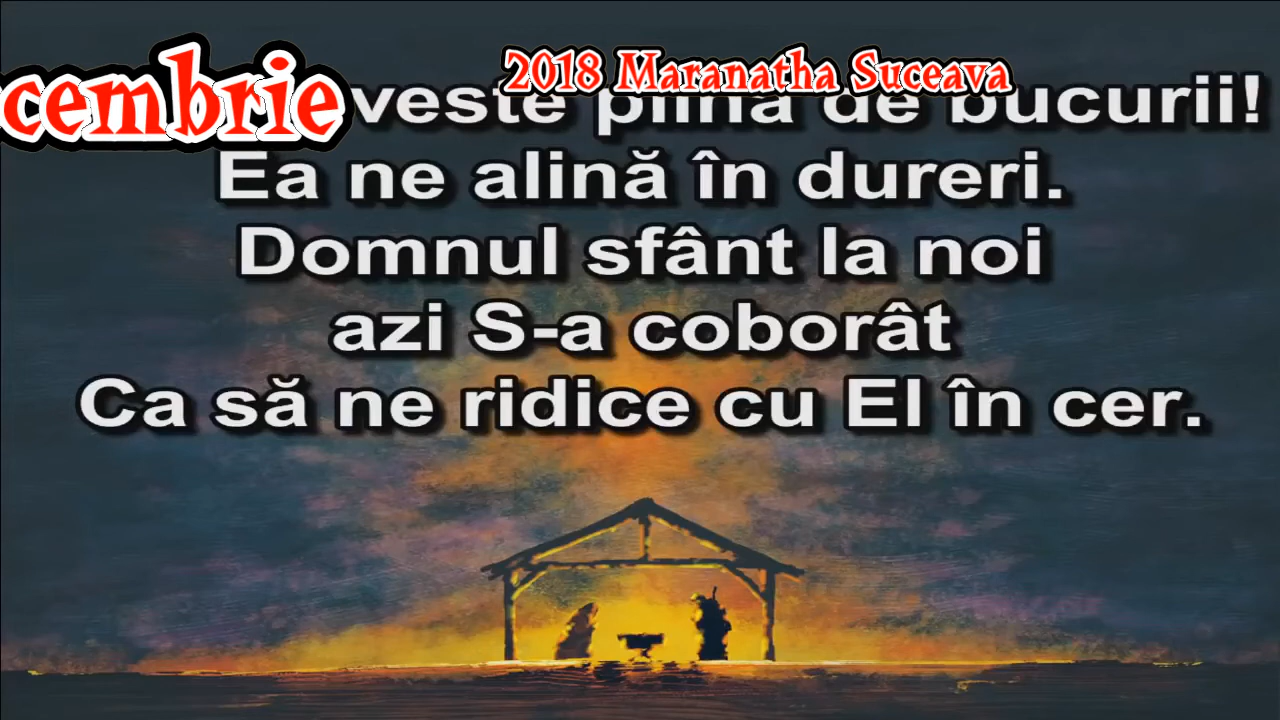 2018 Maranatha Suceava
cembrie
veste plină de bucurii!
Ea ne alină în dureri.
Domnul sfânt la noi
azi S-a coborât
Ca să ne ridice cu El în cer.